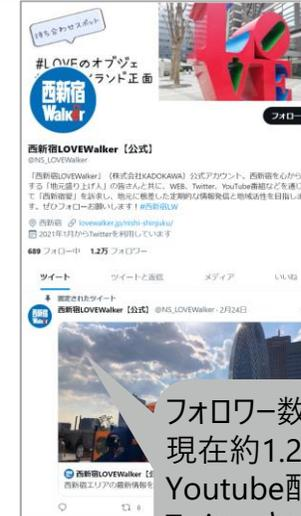 待ち合わせスポット
#LOVEのオブジェ
イランド正面
LOVE
西新宿
Walker
フォロー
西新宿LOVEWalker【公式】
@NS_LOVEWalker
「西新宿LOVEWalker」（株式会社KADOKAWA）公式アカウント。西新宿を心から
する「地元盛り上げ人」の皆さんと共に、WEB、Twitter、YouTube番組などを通じ
て「西新宿愛」を訴求し、地元に根差した定期的な情報発信と地域活性を目指しま
す。ぜひフォローお願いします！#西新宿LW
西新宿 lovewalker.jp/nishi-shinjuku/
2021年1月からTwitterを利用しています
689 フォロー中 1.2万 フォロワー
ツイート ツイートと返信 メディア いいね
固定されたツイート
西新宿LOVEWalker【公式】 @NS_LOVEWalker · 2月24日
フォロワー数
現在約1.2
西新宿LOVEWalker【
西新宿エリアの最新情報を
Youtube配
8